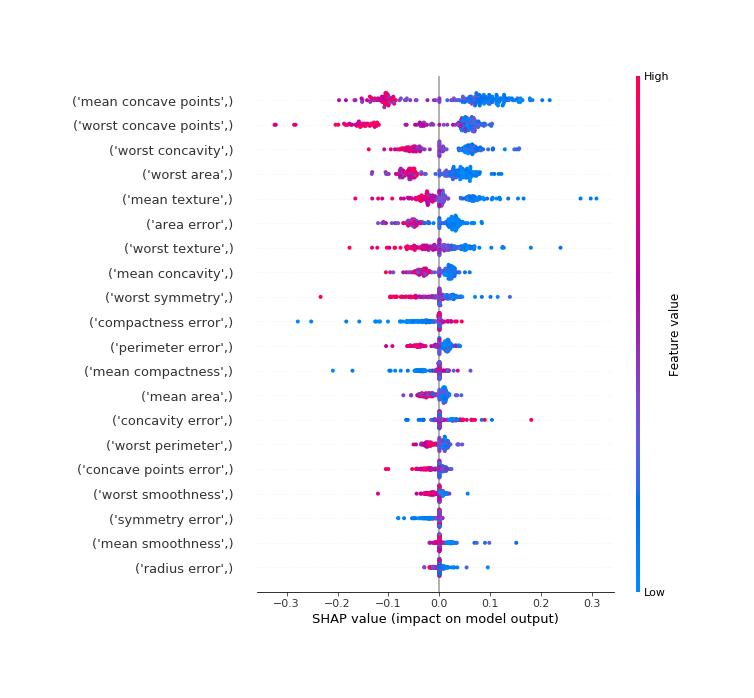 High
('mean concave points',)
('worst concave points',)
('worst concavity',)
('worst area',)
('mean texture',)
('area error',)
('worst texture',)
('mean concavity',)
('worst symmetry',)
('compactness error',)
('perimeter error',)
('mean compactness',)
('mean area',)
('concavity error',)
('worst perimeter',)
('concave points error',)
('worst smoothness',)
('symmetry error',)
('mean smoothness',)
('radius error',)
Feature value
Low
−0.3 −0.2 −0.1 0.0 0.1 0.2 0.3
SHAP value (impact on model output)